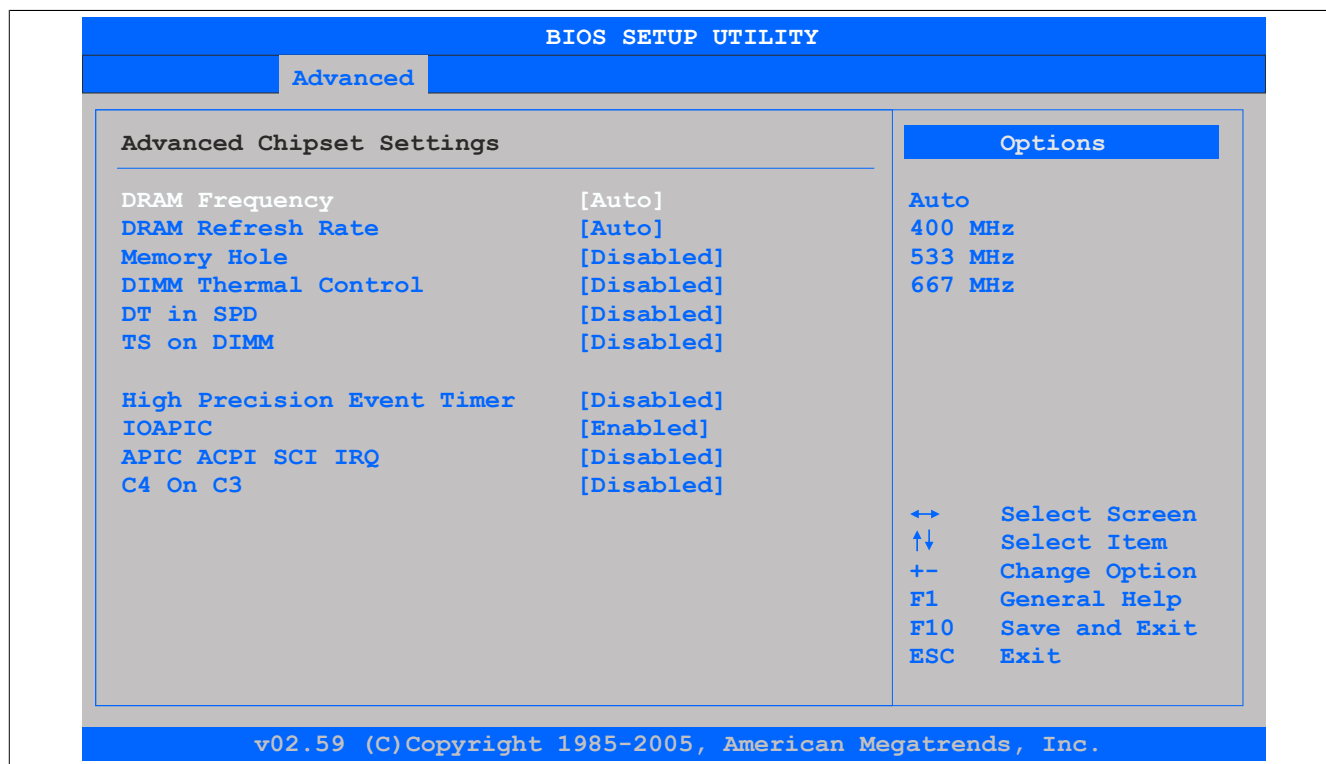 BIOS SETUP UTILITY
Advanced
Advanced Chipset Settings
DRAM Frequency [Auto]
DRAM Refresh Rate [Auto]
Memory Hole [Disabled]
DIMM Thermal Control [Disabled]
DT in SPD [Disabled]
TS on DIMM [Disabled]
High Precision Event Timer [Disabled]
IOAPIC [Enabled]
APIC ACPI SCI IRQ [Disabled]
C4 On C3 [Disabled]
Options
Auto
400 MHz
533 MHz
667 MHz
↔ Select Screen
↑↓ Select Item
+- Change Option
F1 General Help
F10 Save and Exit
ESC Exit
v02.59 (C)Copyright 1985-2005, American Megatrends, Inc.